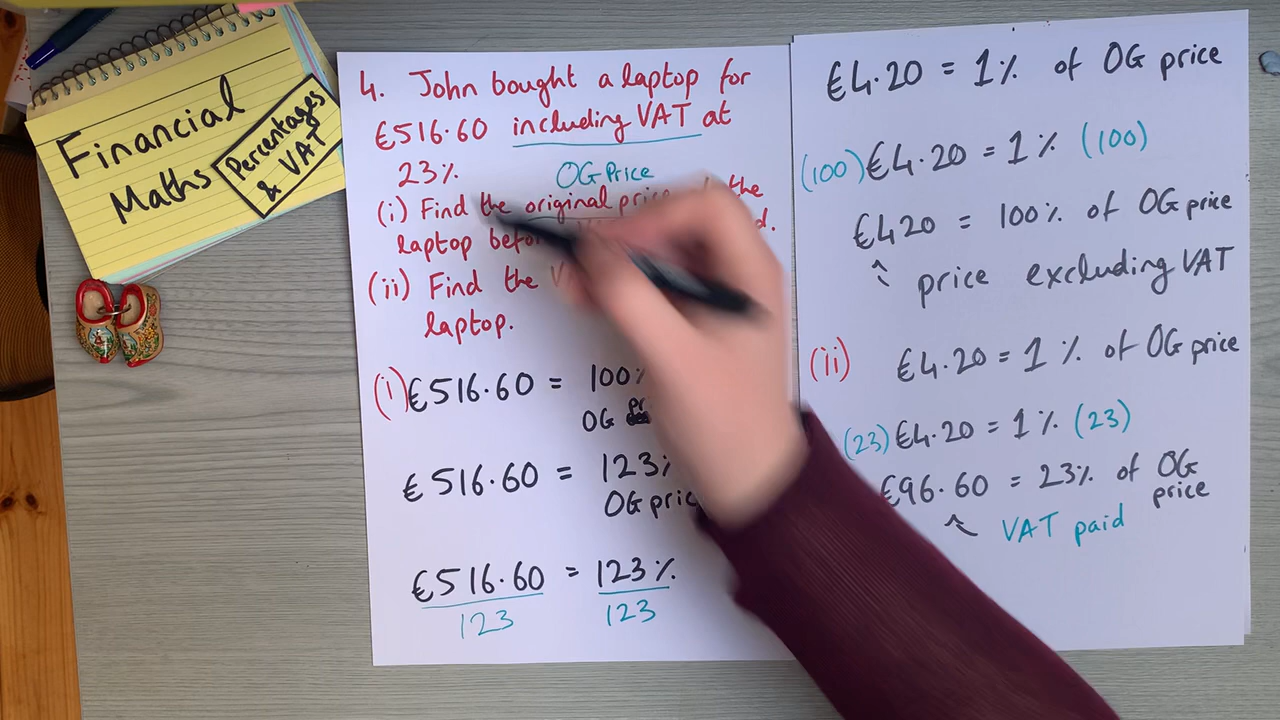 Financial
Maths
Percentages
& VAT
4. John bought a laptop for
€516.60 including VAT at
23%.
OG Price
(i) Find the original price the
laptop
(ii) Find the
laptop.
(i) €516.60 = 100%
OG
€516.60 = 123%
OG price
€516.60 = 123%
123 123
€4.20 = 1% of OG price
(100) €4.20 = 1% (100)
€420 = 100% of OG price
price excluding VAT
(ii) €4.20 = 1% of OG price
(23) €4.20 = 1% (23)
€96.60 = 23% of OG
price
VAT paid